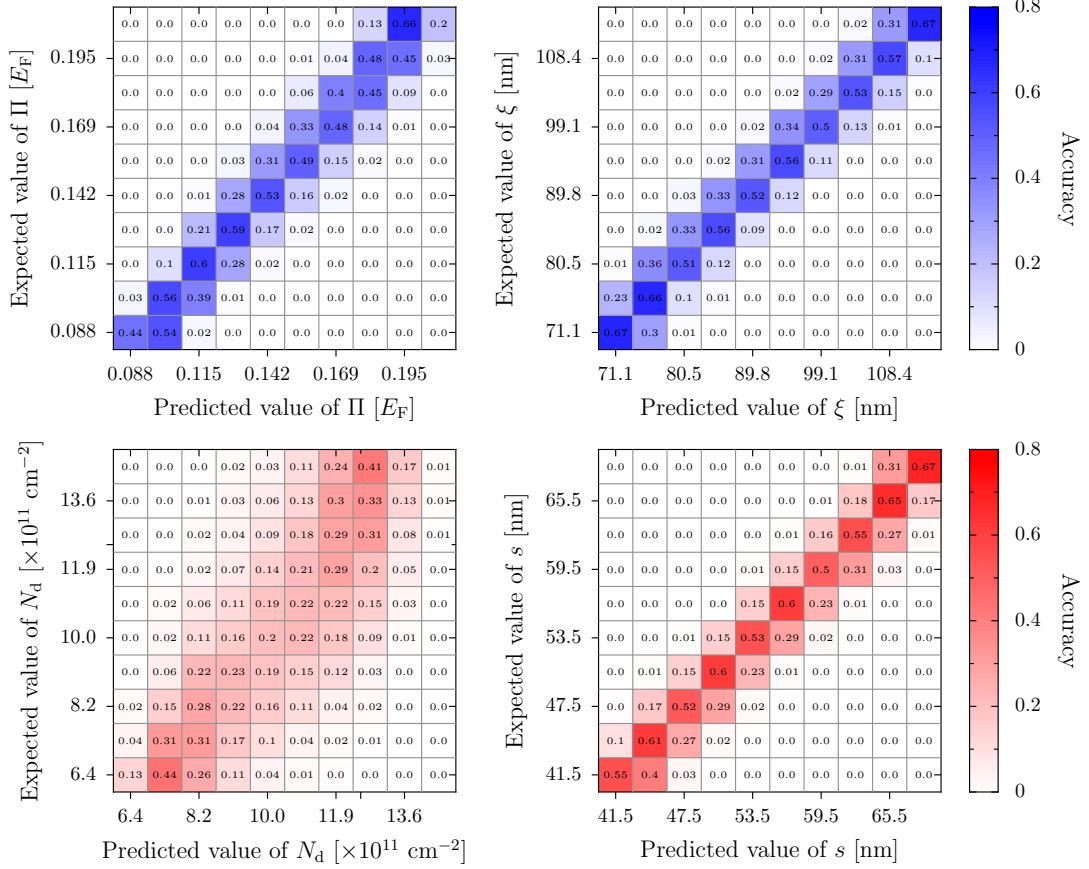 Expected value of Π [E_F]
0.195
0.169
0.142
0.115
0.088
0.0 0.0 0.0 0.0 0.0 0.0 0.0 0.13 0.66 0.2
0.0 0.0 0.0 0.0 0.0 0.01 0.04 0.48 0.45 0.03
0.0 0.0 0.0 0.0 0.0 0.06 0.4 0.45 0.09 0.0
0.0 0.0 0.0 0.0 0.04 0.33 0.48 0.14 0.01 0.0
0.0 0.0 0.0 0.03 0.31 0.49 0.15 0.02 0.0 0.0
0.0 0.0 0.01 0.28 0.53 0.16 0.02 0.0 0.0 0.0
0.0 0.0 0.21 0.59 0.17 0.02 0.0 0.0 0.0 0.0
0.0 0.1 0.6 0.28 0.02 0.0 0.0 0.0 0.0 0.0
0.03 0.56 0.39 0.01 0.0 0.0 0.0 0.0 0.0 0.0
0.44 0.54 0.02 0.0 0.0 0.0 0.0 0.0 0.0 0.0
0.088 0.115 0.142 0.169 0.195
Predicted value of Π [E_F]
Expected value of ξ [nm]
108.4
99.1
89.8
80.5
71.1
0.0 0.0 0.0 0.0 0.0 0.0 0.0 0.02 0.31 0.67
0.0 0.0 0.0 0.0 0.0 0.0 0.02 0.31 0.57 0.1
0.0 0.0 0.0 0.0 0.0 0.02 0.29 0.53 0.15 0.0
0.0 0.0 0.0 0.0 0.02 0.34 0.5 0.13 0.01 0.0
0.0 0.0 0.0 0.02 0.31 0.56 0.11 0.0 0.0 0.0
0.0 0.0 0.03 0.33 0.52 0.12 0.0 0.0 0.0 0.0
0.0 0.02 0.33 0.56 0.09 0.0 0.0 0.0 0.0 0.0
0.01 0.36 0.51 0.12 0.0 0.0 0.0 0.0 0.0 0.0
0.23 0.66 0.1 0.01 0.0 0.0 0.0 0.0 0.0 0.0
0.67 0.3 0.01 0.0 0.0 0.0 0.0 0.0 0.0 0.0
71.1 80.5 89.8 99.1 108.4
Predicted value of ξ [nm]
0.8
0.6
0.4
0.2
0
Accuracy
Expected value of N_d [×10¹¹ cm⁻²]
13.6
11.9
10.0
8.2
6.4
0.0 0.0 0.0 0.02 0.03 0.11 0.24 0.41 0.17 0.01
0.0 0.0 0.01 0.03 0.06 0.13 0.3 0.33 0.13 0.01
0.0 0.0 0.02 0.04 0.09 0.18 0.29 0.31 0.08 0.01
0.0 0.0 0.02 0.07 0.14 0.21 0.29 0.2 0.05 0.0
0.0 0.02 0.06 0.11 0.19 0.22 0.22 0.15 0.03 0.0
0.0 0.02 0.11 0.16 0.2 0.22 0.18 0.09 0.01 0.0
0.0 0.06 0.22 0.23 0.19 0.15 0.12 0.03 0.0 0.0
0.02 0.15 0.28 0.22 0.16 0.11 0.04 0.02 0.0 0.0
0.04 0.31 0.31 0.17 0.1 0.04 0.02 0.01 0.0 0.0
0.13 0.44 0.26 0.11 0.04 0.01 0.0 0.0 0.0 0.0
6.4 8.2 10.0 11.9 13.6
Predicted value of N_d [×10¹¹ cm⁻²]
Expected value of s [nm]
65.5
59.5
53.5
47.5
41.5
0.0 0.0 0.0 0.0 0.0 0.0 0.0 0.01 0.31 0.67
0.0 0.0 0.0 0.0 0.0 0.0 0.01 0.18 0.65 0.17
0.0 0.0 0.0 0.0 0.0 0.01 0.16 0.55 0.27 0.01
0.0 0.0 0.0 0.0 0.01 0.15 0.5 0.31 0.03 0.0
0.0 0.0 0.0 0.0 0.15 0.6 0.23 0.01 0.0 0.0
0.0 0.0 0.01 0.15 0.53 0.29 0.02 0.0 0.0 0.0
0.0 0.01 0.15 0.6 0.23 0.01 0.0 0.0 0.0 0.0
0.0 0.17 0.52 0.29 0.02 0.0 0.0 0.0 0.0 0.0
0.1 0.61 0.27 0.02 0.0 0.0 0.0 0.0 0.0 0.0
0.55 0.4 0.03 0.0 0.0 0.0 0.0 0.0 0.0 0.0
41.5 47.5 53.5 59.5 65.5
Predicted value of s [nm]
0.8
0.6
0.4
0.2
0
Accuracy